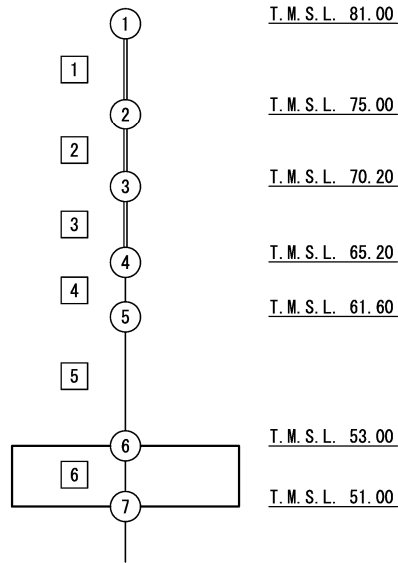 1 T.M.S.L. 81.00
1
2 T.M.S.L. 75.00
2
3 T.M.S.L. 70.20
3
4 T.M.S.L. 65.20
4
5 T.M.S.L. 61.60
5
6 T.M.S.L. 53.00
6
7 T.M.S.L. 51.00